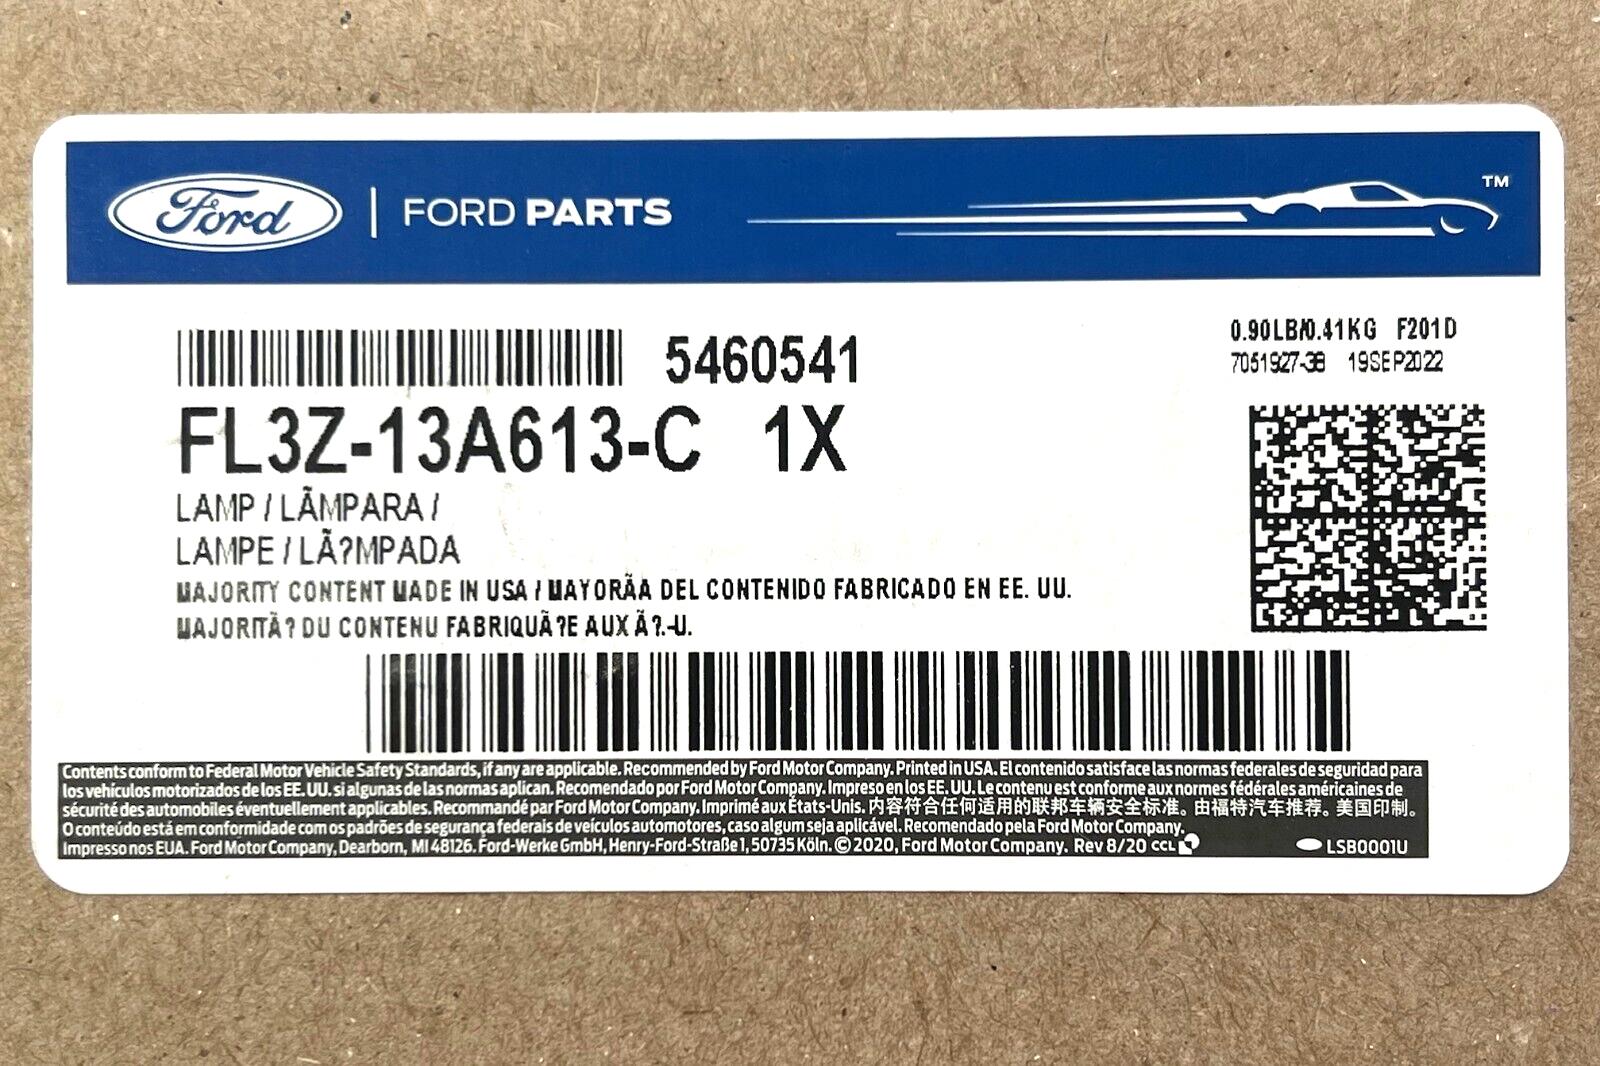 Ford | FORD PARTS TM
5460541
0.90LB/0.41KG F201D
7051927-38 19SEP2022
FL3Z-13A613-C 1X
LAMP / LÃMPARA /
LAMPE / LÃ?MPADA
MAJORITY CONTENT MADE IN USA / MAYORÃA DEL CONTENIDO FABRICADO EN EE. UU.
MAJORITÃ? DU CONTENU FABRIQUÃ?E AUX Ã?.-U.
Contents conform to Federal Motor Vehicle Safety Standards, if any are applicable. Recommended by Ford Motor Company. Printed in USA. El contenido satisface las normas federales de seguridad para
los vehículos motorizados de los EE. UU. si algunas de las normas aplican. Recomendado por Ford Motor Company. Impreso en los EE. UU. Le contenu est conforme aux normes fédérales américaines de
sécurité des automobiles éventuellement applicables. Recommandé par Ford Motor Company. Imprimé aux États-Unis. 内容符合任何适用的联邦车辆安全标准。由福特汽车推荐。美国印制。
O conteúdo está em conformidade com os padrões de segurança federais de veículos automotores, caso algum seja aplicável. Recomendado pela Ford Motor Company.
Impresso nos EUA. Ford Motor Company, Dearborn, MI 48126. Ford-Werke GmbH, Henry-Ford-Straße 1, 50735 Köln. © 2020, Ford Motor Company. Rev 8/20 CCL LSB0001U